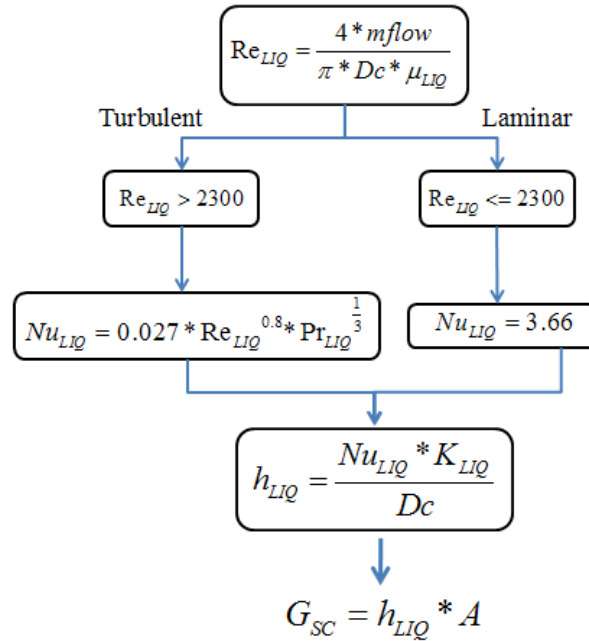 Re_LIQ = 4 * mflow / π * Dc * μ_LIQ
Turbulent Laminar
Re_LIQ > 2300 Re_LIQ <= 2300
Nu_LIQ = 0.027 * Re_LIQ^0.8 * Pr_LIQ^1/3 Nu_LIQ = 3.66
h_LIQ = Nu_LIQ * K_LIQ / Dc
G_SC = h_LIQ * A